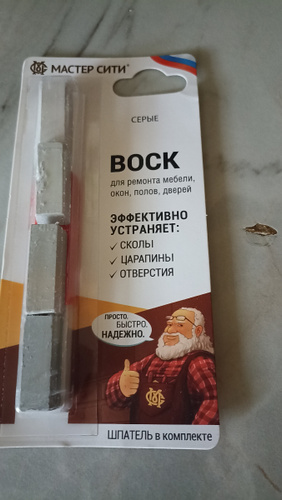 МАСТЕР СИТИ®
СЕРЫЕ
ВОСК
для ремонта мебели,
окон, полов, дверей
ЭФФЕКТИВНО
УСТРАНЯЕТ:
✓СКОЛЫ
✓ЦАРАПИНЫ
✓ОТВЕРСТИЯ
ПРОСТО.
БЫСТРО.
НАДЕЖНО.
ШПАТЕЛЬ в комплекте